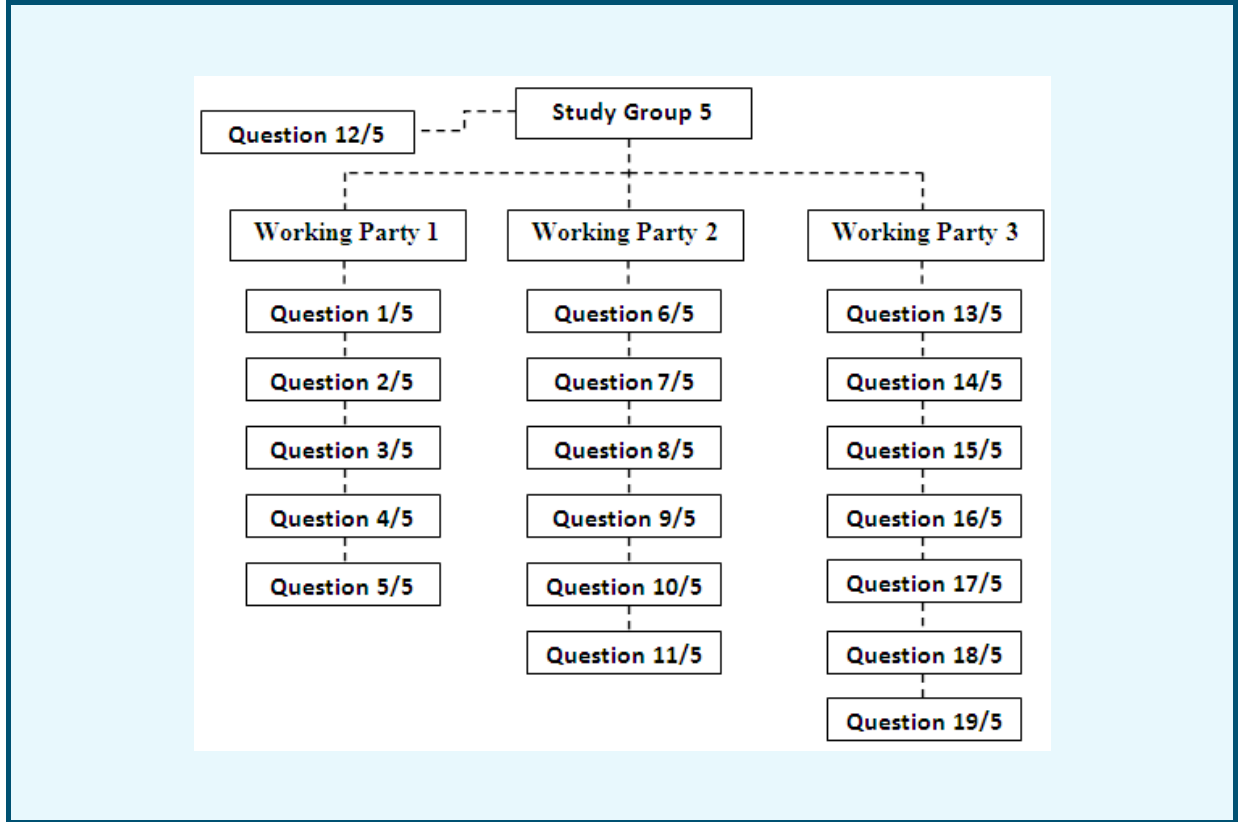 Study Group 5
Question 12/5
Working Party 1
Working Party 2
Working Party 3
Question 1/5
Question 6/5
Question 13/5
Question 2/5
Question 7/5
Question 14/5
Question 3/5
Question 8/5
Question 15/5
Question 4/5
Question 9/5
Question 16/5
Question 5/5
Question 10/5
Question 17/5
Question 11/5
Question 18/5
Question 19/5